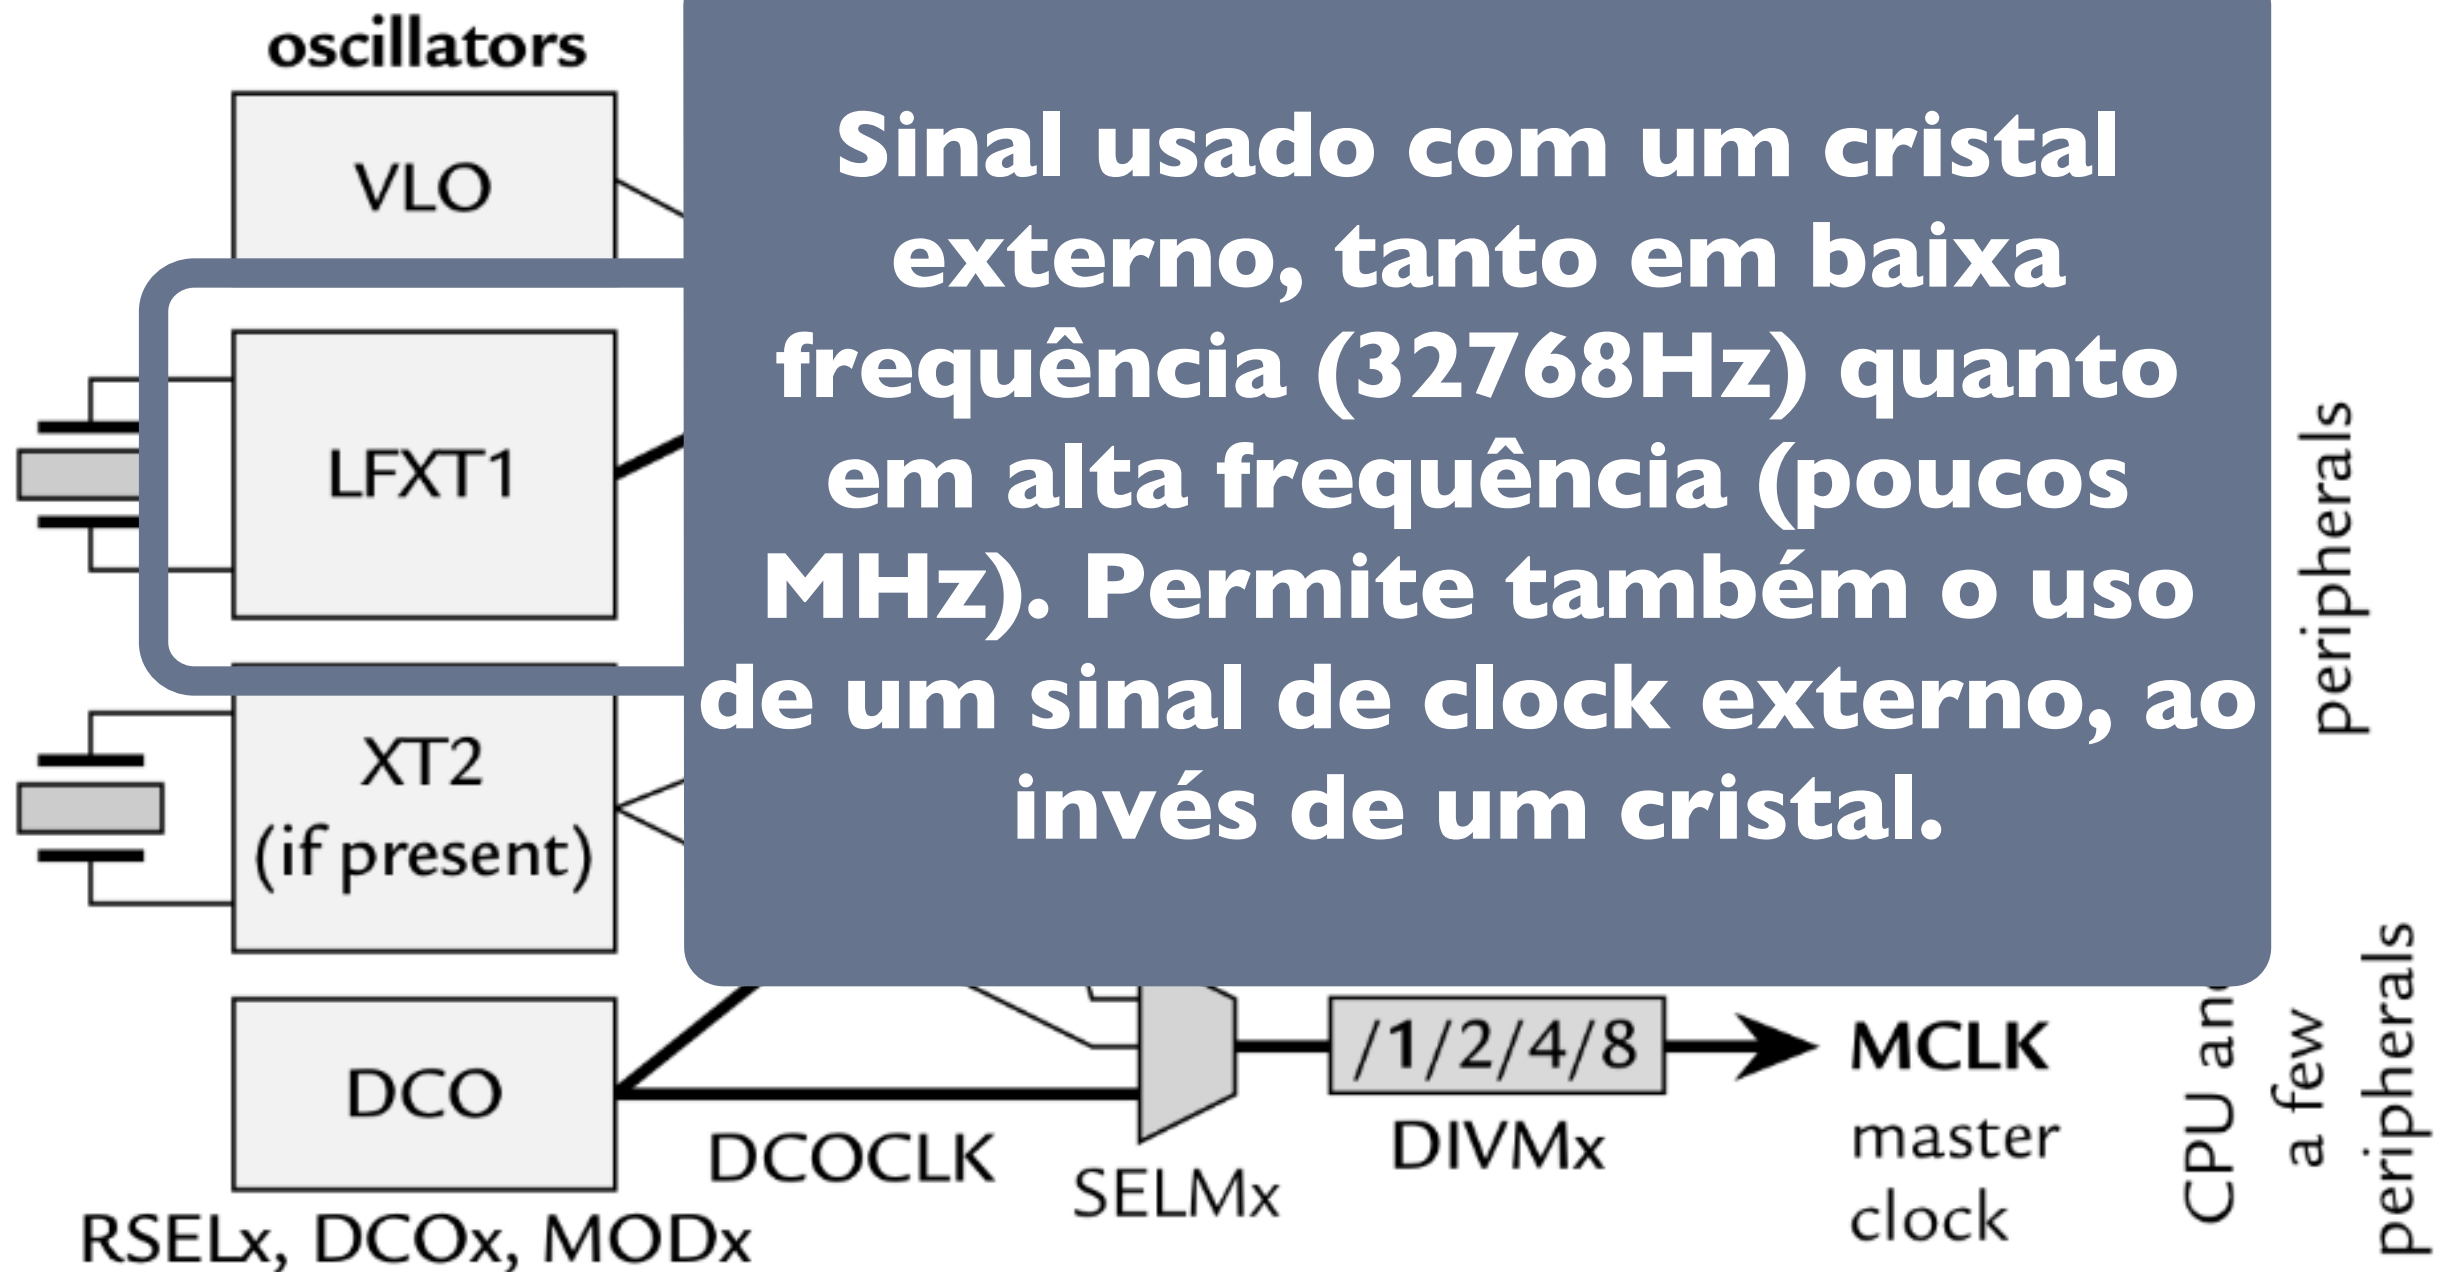 oscillators
VLO
LFXT1
XT2
(if present)
DCO
RSELx, DCOx, MODx
Sinal usado com um cristal
externo, tanto em baixa
frequência (32768Hz) quanto
em alta frequência (poucos
MHz). Permite também o uso
de um sinal de clock externo, ao
invés de um cristal.
DCOCLK
SELMx
/1/2/4/8
DIVMx
MCLK
master
clock
peripherals
CPU
a few
peripherals